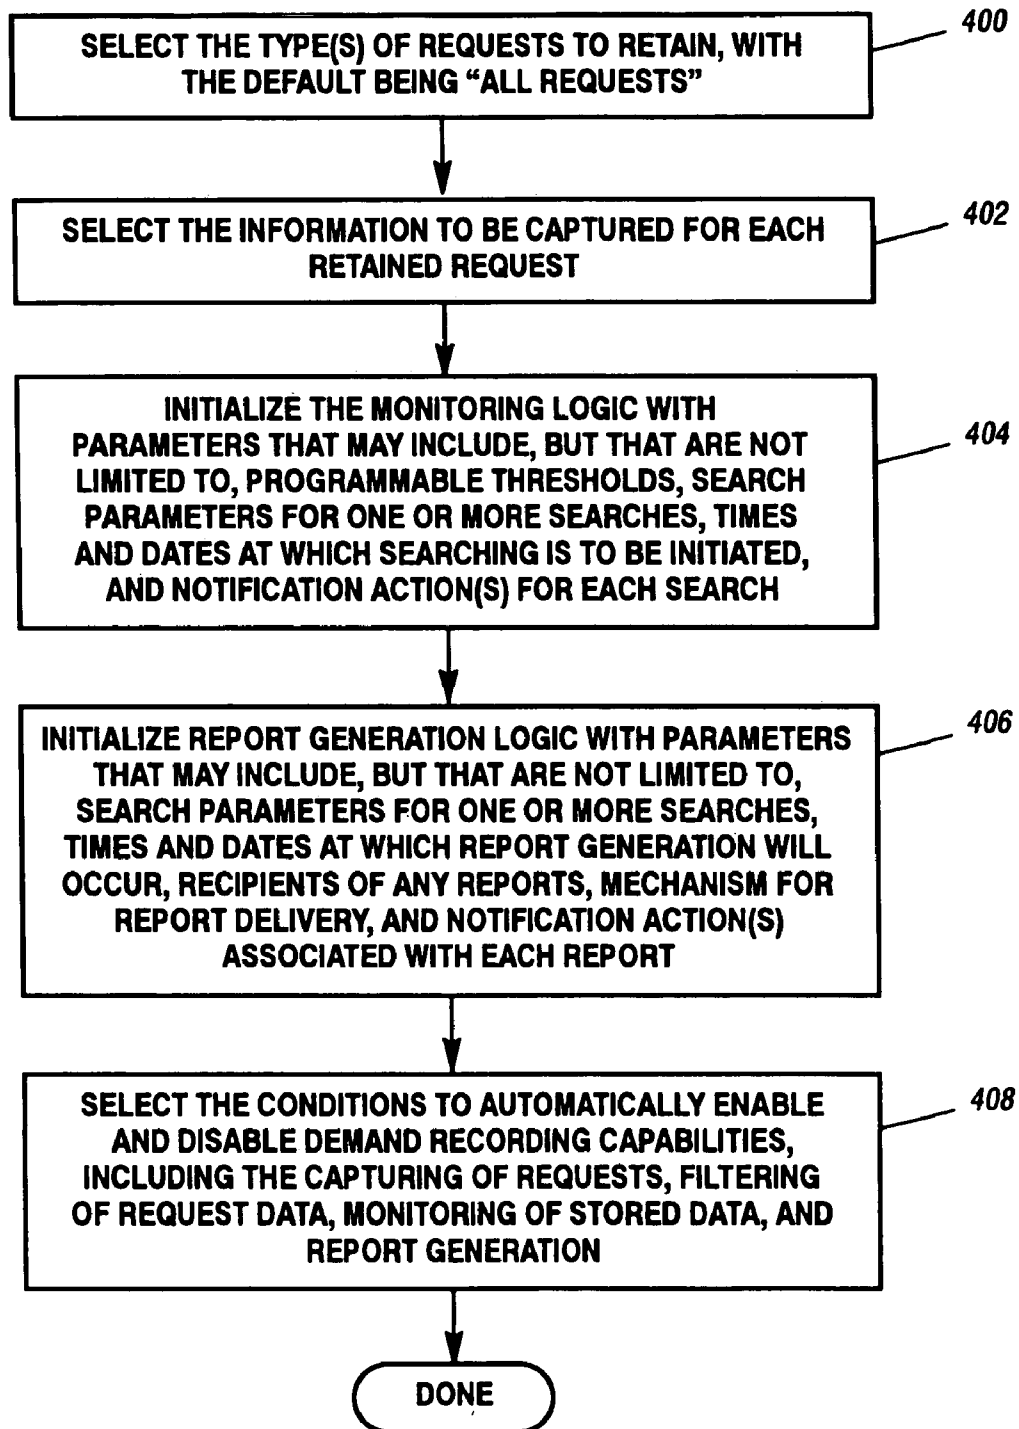 SELECT THE TYPE(S) OF REQUESTS TO RETAIN, WITH
THE DEFAULT BEING “ALL REQUESTS”
400
SELECT THE INFORMATION TO BE CAPTURED FOR EACH
RETAINED REQUEST
402
INITIALIZE THE MONITORING LOGIC WITH
PARAMETERS THAT MAY INCLUDE, BUT THAT ARE NOT
LIMITED TO, PROGRAMMABLE THRESHOLDS, SEARCH
PARAMETERS FOR ONE OR MORE SEARCHES, TIMES
AND DATES AT WHICH SEARCHING IS TO BE INITIATED,
AND NOTIFICATION ACTION(S) FOR EACH SEARCH
404
INITIALIZE REPORT GENERATION LOGIC WITH PARAMETERS
THAT MAY INCLUDE, BUT THAT ARE NOT LIMITED TO,
SEARCH PARAMETERS FOR ONE OR MORE SEARCHES,
TIMES AND DATES AT WHICH REPORT GENERATION WILL
OCCUR, RECIPIENTS OF ANY REPORTS, MECHANISM FOR
REPORT DELIVERY, AND NOTIFICATION ACTION(S)
ASSOCIATED WITH EACH REPORT
406
SELECT THE CONDITIONS TO AUTOMATICALLY ENABLE
AND DISABLE DEMAND RECORDING CAPABILITIES,
INCLUDING THE CAPTURING OF REQUESTS, FILTERING
OF REQUEST DATA, MONITORING OF STORED DATA, AND
REPORT GENERATION
408
DONE